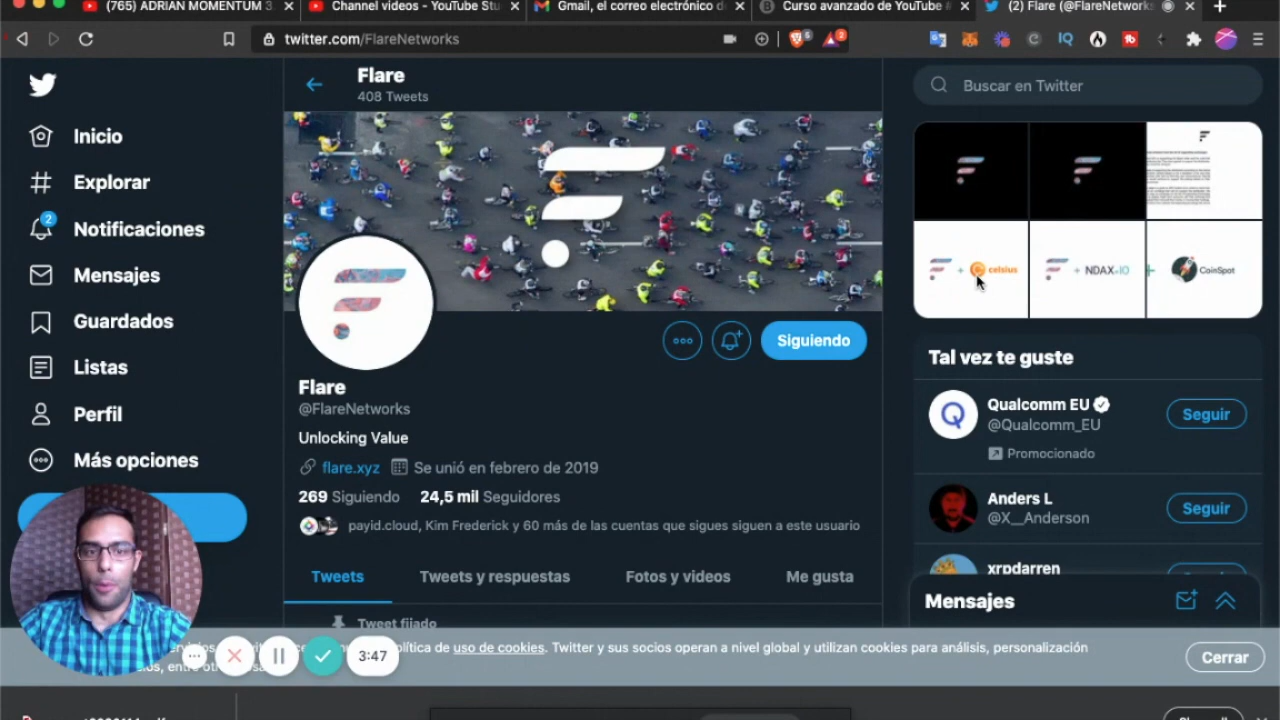 (765) ADRIAN MOMENTUM 3
Channel videos - YouTube Stu
Gmail, el correo electrónico d
Curso avanzado de YouTube
(2) Flare (@FlareNetworks
twitter.com/FlareNetworks
Flare
408 Tweets
Buscar en Twitter
Inicio
Explorar
2
Notificaciones
Mensajes
Guardados
Listas
Perfil
Más opciones
celsius
NDAX.IO
CoinSpot
Siguiendo
Flare
@FlareNetworks
Unlocking Value
flare.xyz Se unió en febrero de 2019
269 Siguiendo 24,5 mil Seguidores
payid.cloud, Kim Frederick y 60 más de las cuentas que sigues siguen a este usuario
Tweets
Tweets y respuestas
Fotos y videos
Me gusta
Tweet fijado
Tal vez te guste
Qualcomm EU
@Qualcomm_EU
Seguir
Promocionado
Anders L
@X__Anderson
Seguir
xrpdarren
Mensajes
3:47
política de uso de cookies. Twitter y sus socios operan a nivel global y utilizan cookies para análisis, personalización
Cerrar